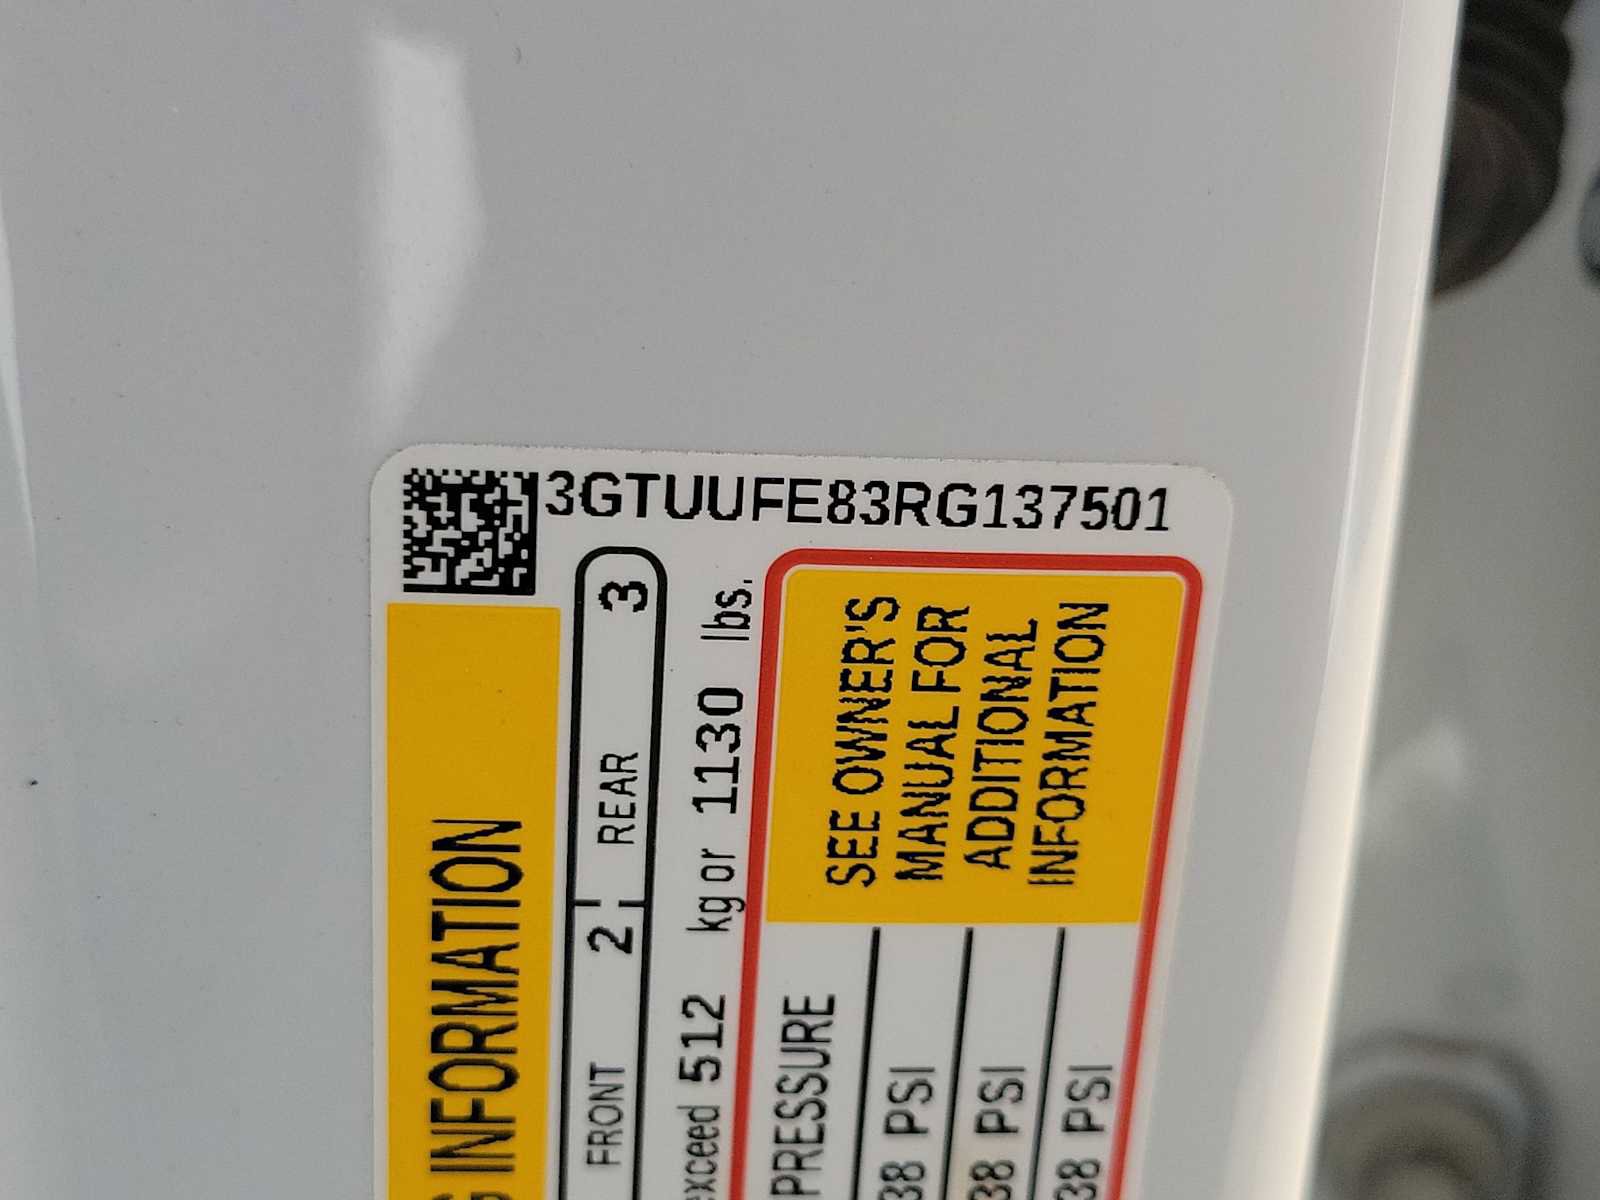 3GTUUFE83RG137501
INFORMATION
FRONT 2 REAR 3
exceed 512 kg or 1130 lbs.
PRESSURE
38 PSI
38 PSI
38 PSI
SEE OWNER'S
MANUAL FOR
ADDITIONAL
INFORMATION